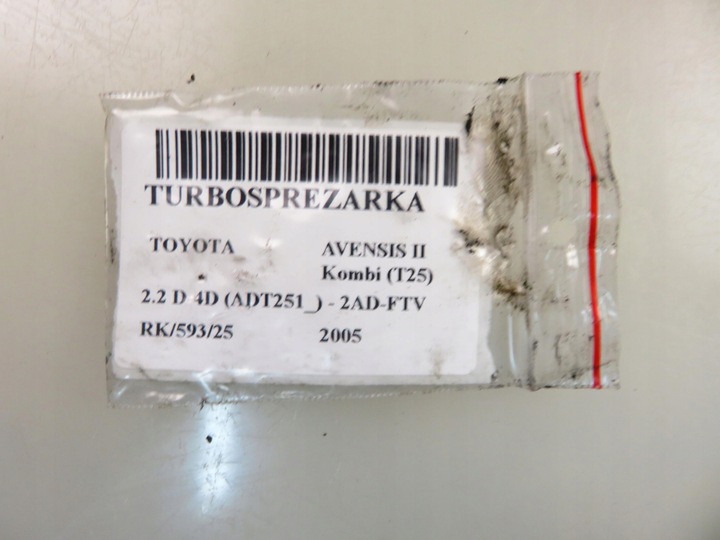 TURBOSPREZARKA
TOYOTA AVENSIS II
Kombi (T25)
2.2 D-4D (ADT251_) - 2AD-FTV
RK/593/25 2005